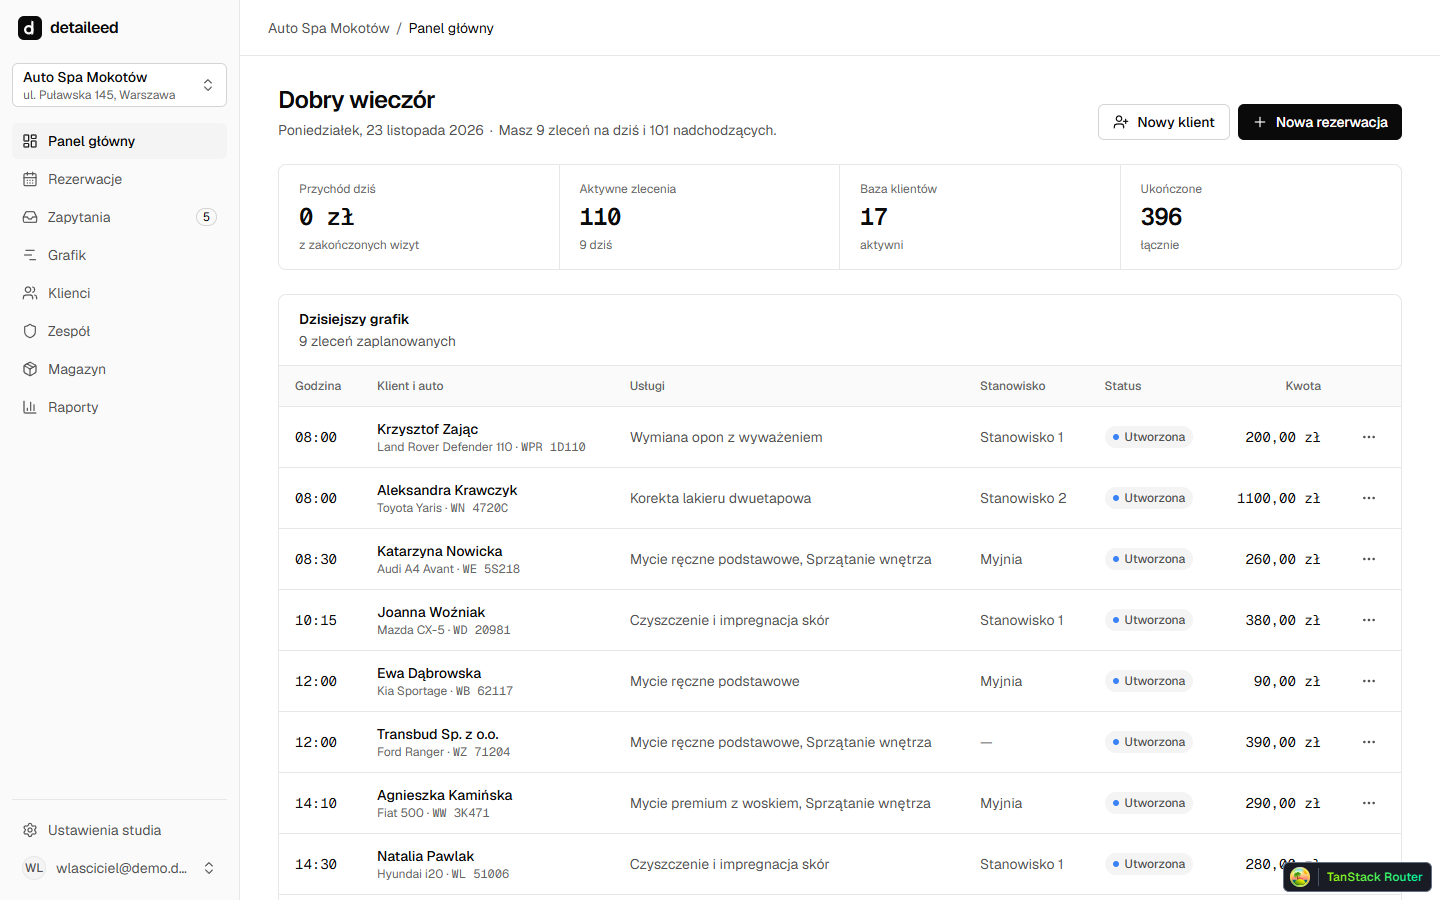 detaileed
Auto Spa Mokotów
ul. Puławska 145, Warszawa
Panel główny
Rezerwacje
Zapytania 5
Grafik
Klienci
Zespół
Magazyn
Raporty
Ustawienia studia
WL wlasciciel@demo.d...
Auto Spa Mokotów / Panel główny
Dobry wieczór
Poniedziałek, 23 listopada 2026 · Masz 9 zleceń na dziś i 101 nadchodzących.
Nowy klient
Nowa rezerwacja
Przychód dziś
0 zł
z zakończonych wizyt
Aktywne zlecenia
110
9 dziś
Baza klientów
17
aktywni
Ukończone
396
łącznie
Dzisiejszy grafik
9 zleceń zaplanowanych
Godzina Klient i auto Usługi Stanowisko Status Kwota
08:00 Krzysztof Zając Wymiana opon z wyważeniem Stanowisko 1 Utworzona 200,00 zł
Land Rover Defender 110 · WPR 1D110
08:00 Aleksandra Krawczyk Korekta lakieru dwuetapowa Stanowisko 2 Utworzona 1100,00 zł
Toyota Yaris · WN 4720C
08:30 Katarzyna Nowicka Mycie ręczne podstawowe, Sprzątanie wnętrza Myjnia Utworzona 260,00 zł
Audi A4 Avant · WE 5S218
10:15 Joanna Woźniak Czyszczenie i impregnacja skór Stanowisko 1 Utworzona 380,00 zł
Mazda CX-5 · WD 20981
12:00 Ewa Dąbrowska Mycie ręczne podstawowe Myjnia Utworzona 90,00 zł
Kia Sportage · WB 62117
12:00 Transbud Sp. z o.o. Mycie ręczne podstawowe, Sprzątanie wnętrza — Utworzona 390,00 zł
Ford Ranger · WZ 71204
14:10 Agnieszka Kamińska Mycie premium z woskiem, Sprzątanie wnętrza Myjnia Utworzona 290,00 zł
Fiat 500 · WW 3K471
14:30 Natalia Pawlak Czyszczenie i impregnacja skór Stanowisko 1 Utworzona
Hyundai i20 · WL 51006
TanStack Router